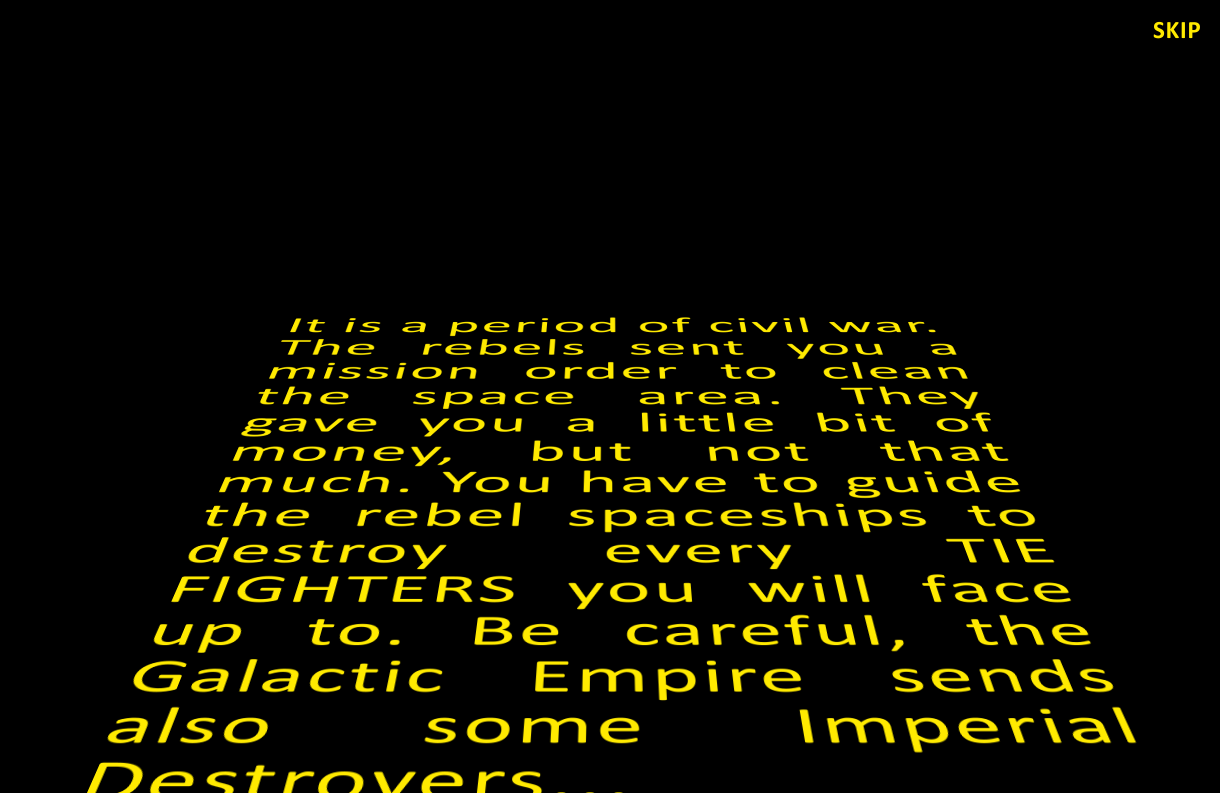 SKIP
It is a period of civil war.
The rebels sent you a
mission order to clean
the space area. They
gave you a little bit of
money, but not that
much. You have to guide
the rebel spaceships to
destroy every TIE
FIGHTERS you will face
up to. Be careful, the
Galactic Empire sends
also some Imperial
Destroyers...